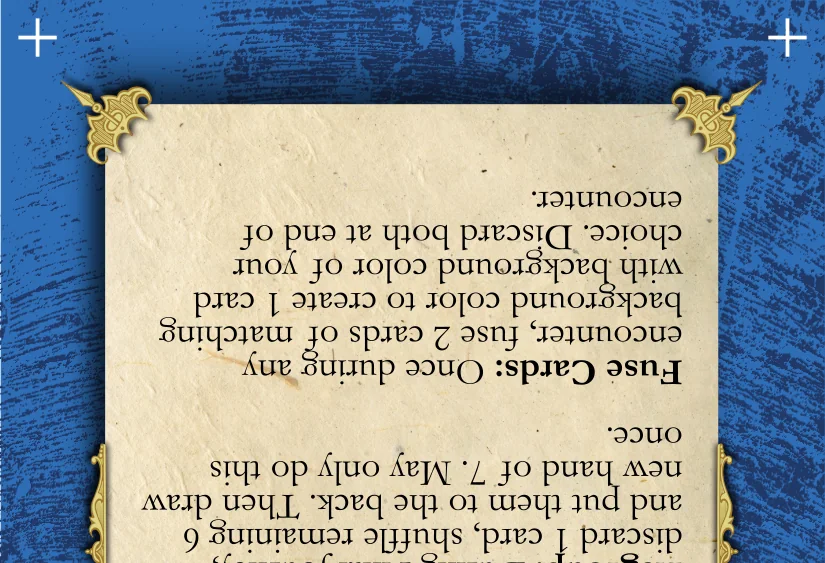 discard 1 card, shuffle remaining 6
and put them to the back. Then draw
new hand of 7. May only do this
once.
Fuse Cards: Once during any
encounter, fuse 2 cards of matching
background color to create 1 card
with background color of your
choice. Discard both at end of
encounter.